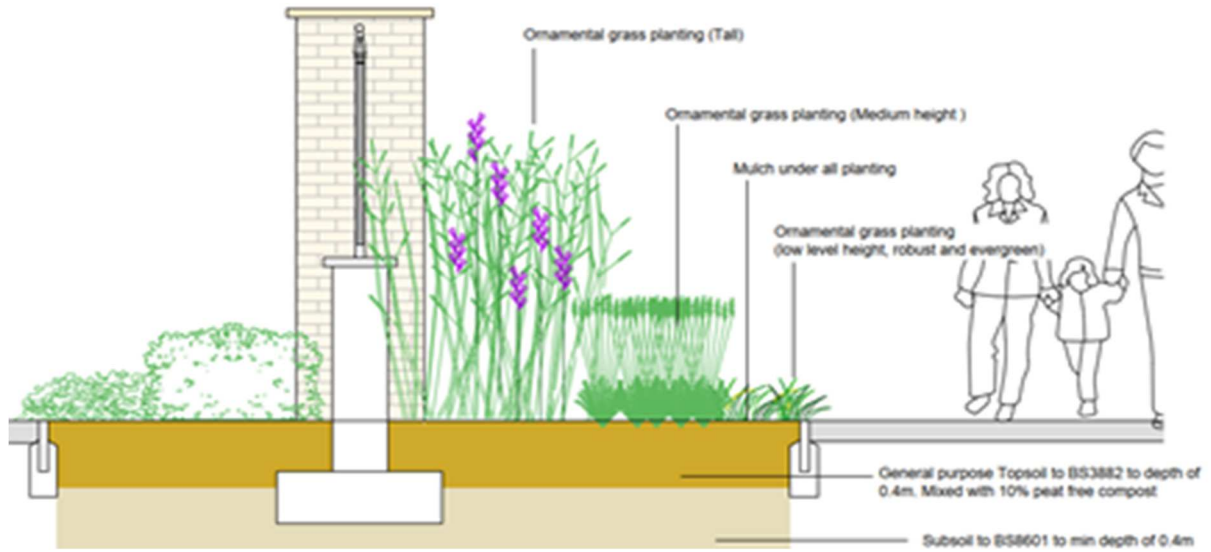 Ornamental grass planting (Tall)
Ornamental grass planting (Medium height )
Mulch under all planting
Ornamental grass planting
(low level height, robust and evergreen)
General purpose Topsoil to BS3882 to depth of
0.4m. Mixed with 10% peat free compost
Subsoil to BS8601 to min depth of 0.4m